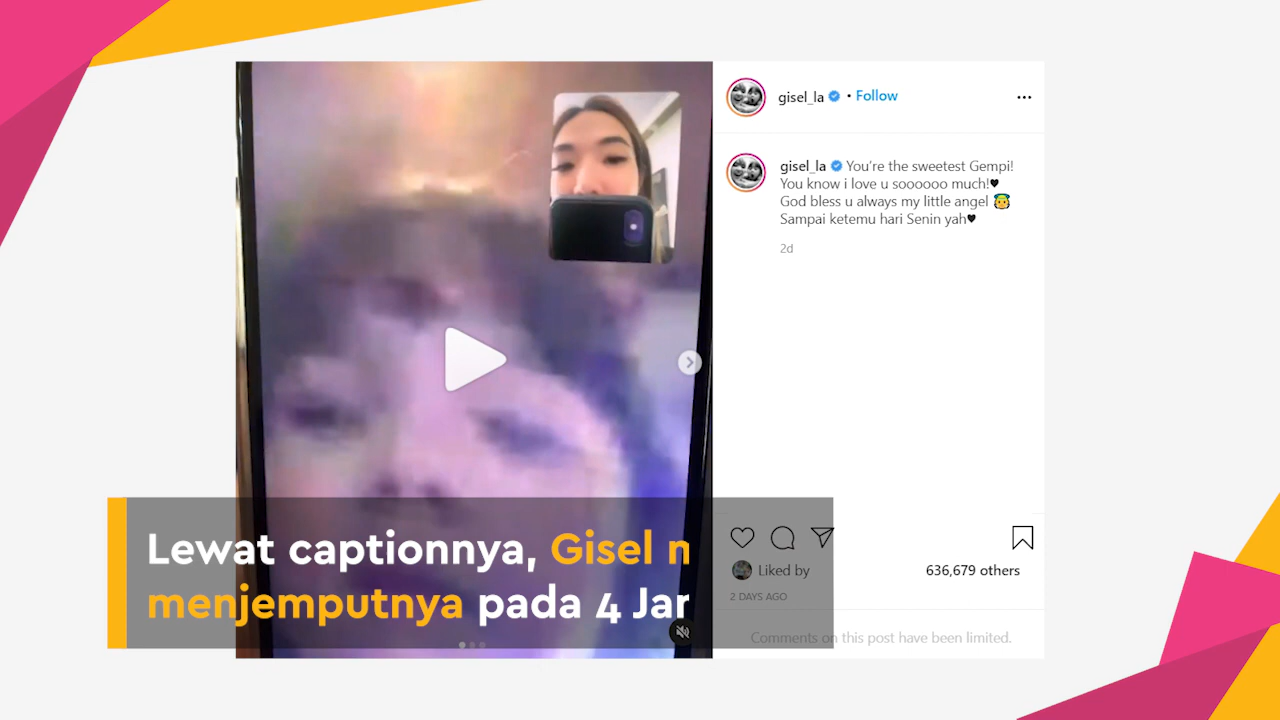 gisel_la • Follow
gisel_la You’re the sweetest Gempi!
You know i love u soooooo much!♥
God bless u always my little angel 😇
Sampai ketemu hari Senin yah♥
2d
Lewat captionnya, Gisel
menjemputnya pada 4
Liked by
636,679 others
2 DAYS AGO
Comments on this post have been limited.